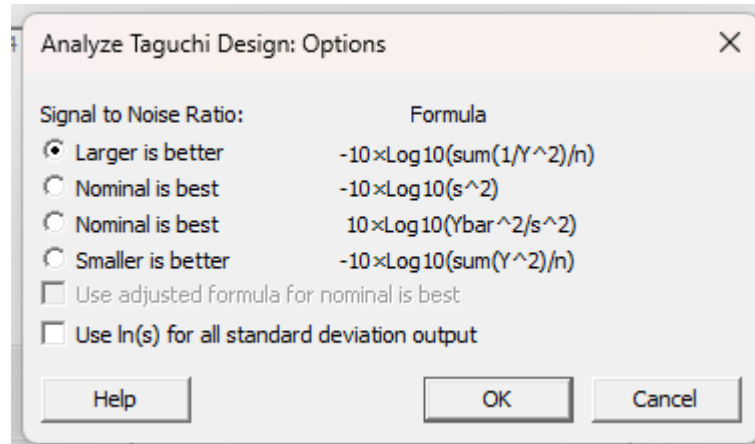 4
Analyze Taguchi Design: Options
Signal to Noise Ratio: Formula
Larger is better -10×Log10(sum(1/Y^2)/n)
Nominal is best -10×Log10(s^2)
Nominal is best 10×Log10(Ybar^2/s^2)
Smaller is better -10×Log10(sum(Y^2)/n)
Use adjusted formula for nominal is best
Use ln(s) for all standard deviation output
Help OK Cancel